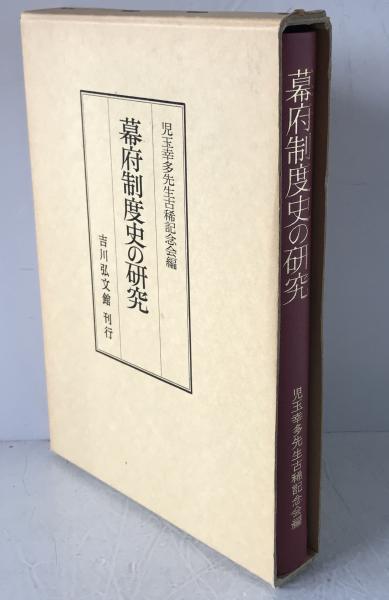 児玉幸多先生古稀記念会編
幕府制度史の研究
吉川弘文館 刊行
幕府制度史の研究
児玉幸多先生古稀記念会編